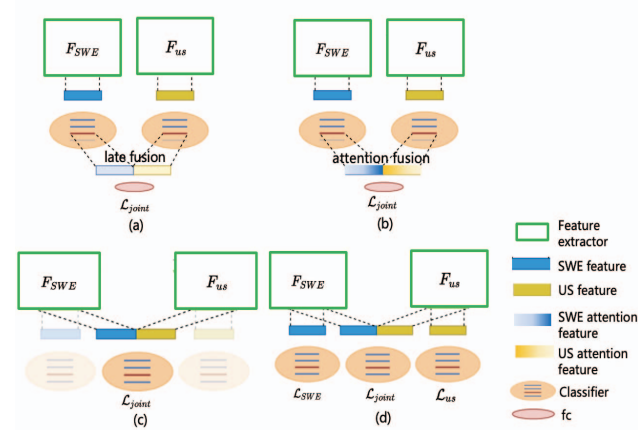 F_SWE F_us
late fusion
L_joint
(a)
F_SWE F_us
attention fusion
L_joint
(b)
F_SWE F_us
L_joint
(c)
F_SWE F_us
L_SWE L_joint L_us
(d)
Feature
extractor
SWE feature
US feature
SWE attention
feature
US attention
feature
Classifier
fc